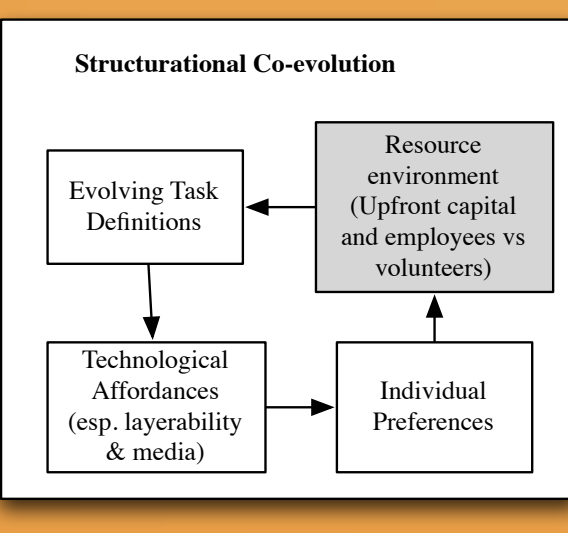 Structurational Co-evolution
Evolving Task
Definitions
Resource
environment
(Upfront capital
and employees vs
volunteers)
Technological
Affordances
(esp. layerability
& media)
Individual
Preferences